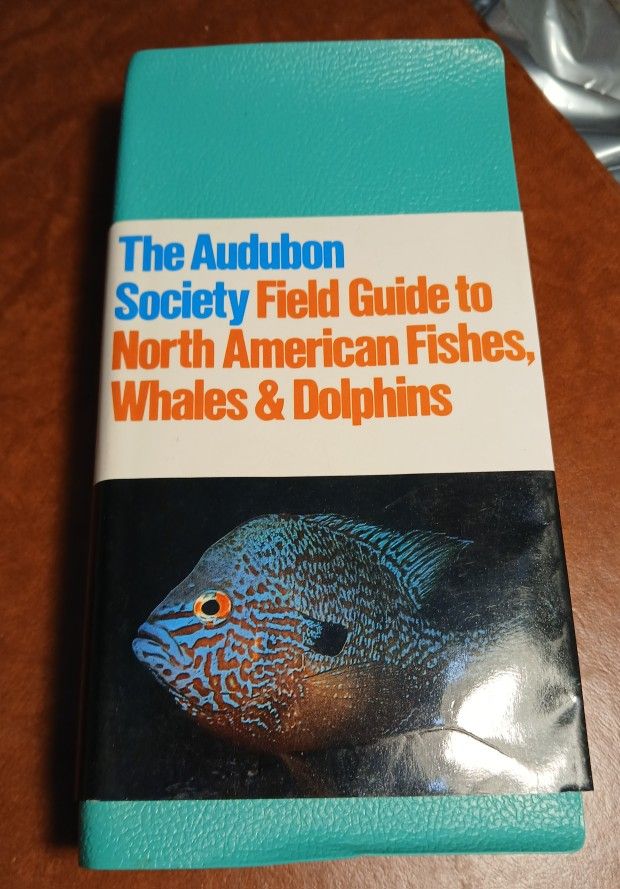 The Audubon
Society Field Guide to
North American Fishes,
Whales & Dolphins